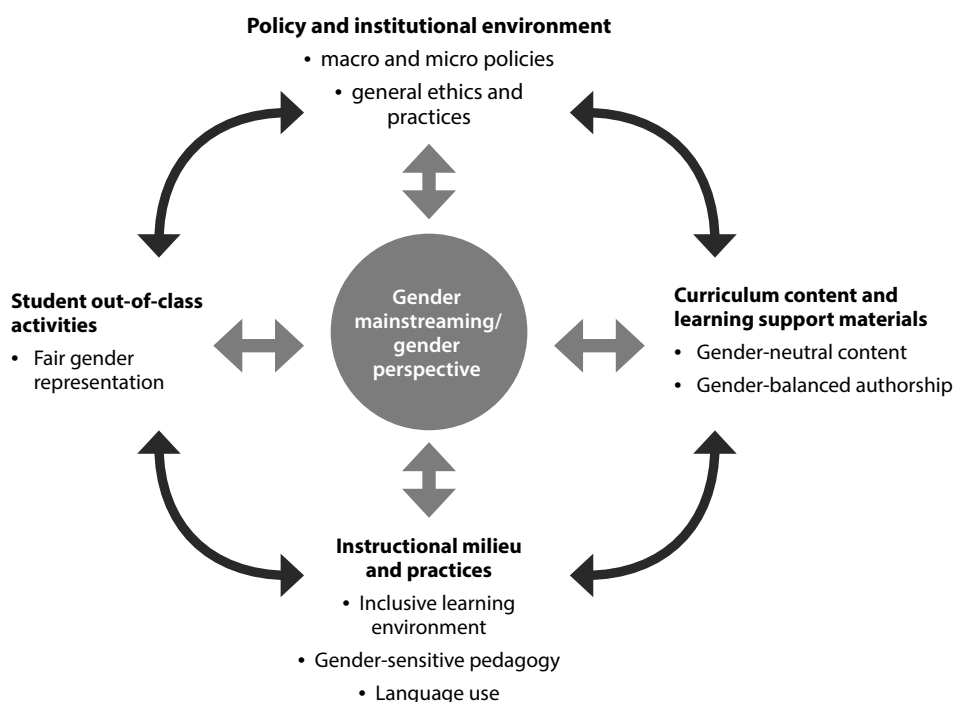 Policy and institutional environment
• macro and micro policies
• general ethics and
practices
Student out-of-class
activities
• Fair gender
representation
Gender
mainstreaming/
gender
perspective
Curriculum content and
learning support materials
• Gender-neutral content
• Gender-balanced authorship
Instructional milieu
and practices
• Inclusive learning
environment
• Gender-sensitive pedagogy
• Language use